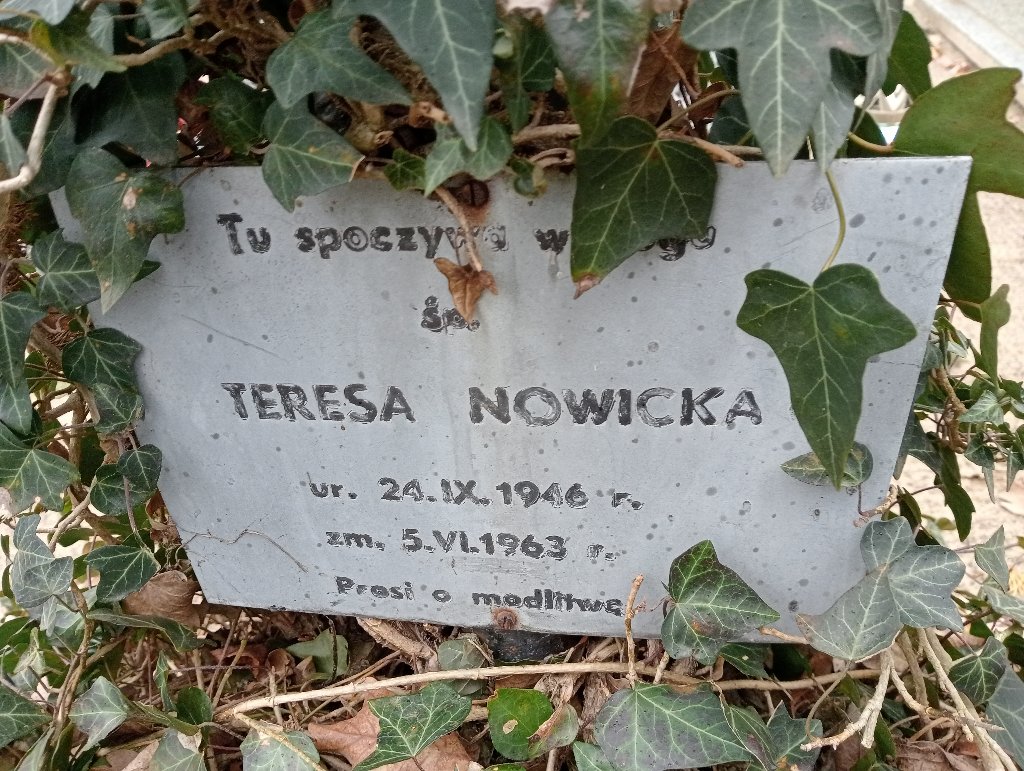 Tu spoczywa w
śp.
TERESA NOWICKA
ur. 24.IX.1946 r.
zm. 5.VI.1963 r.
Prosi o modlitwę